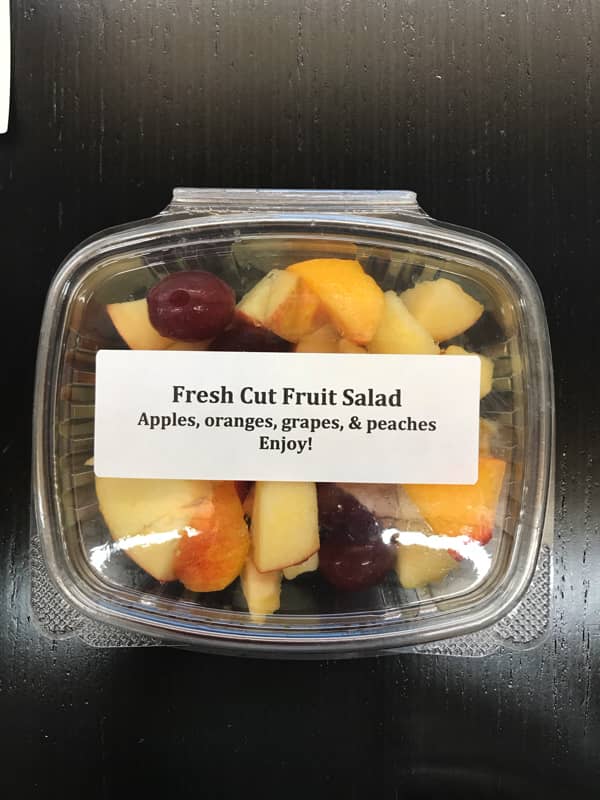 Fresh Cut Fruit Salad
Apples, oranges, grapes, & peaches
Enjoy!